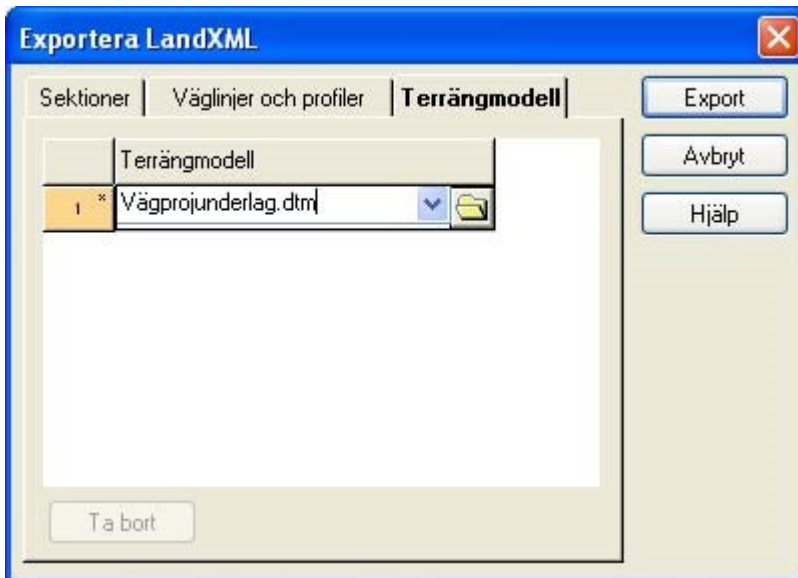 Exportera LandXML
Sektioner
Väglinjer och profiler
Terrängmodell
Export
Avbryt
Hjälp
Terrängmodell
1 * Vägprojunderlag.dtm
Ta bort